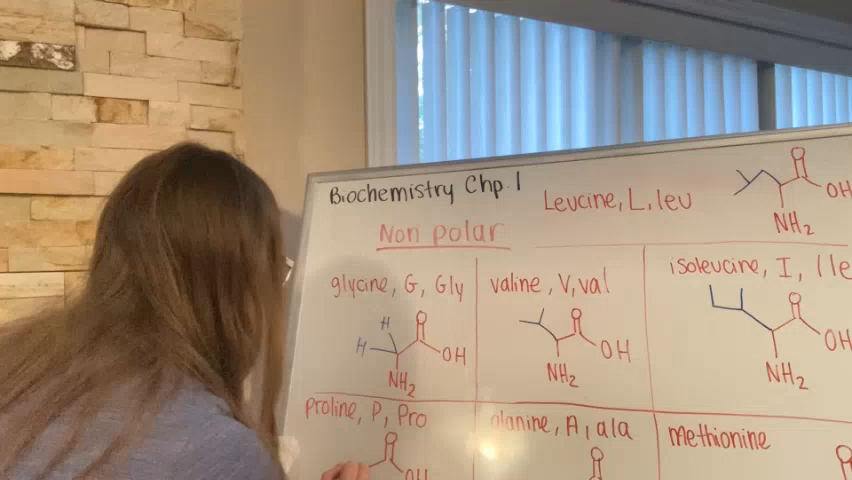 Biochemistry Chp. 1
Leucine, L, leu
OH
NH2
Non polar
glycine, G, Gly
H
H
OH
NH2
valine, V, val
OH
NH2
isoleucine, I, Ile
OH
NH2
proline, P, Pro
OH
alanine, A, ala
methionine